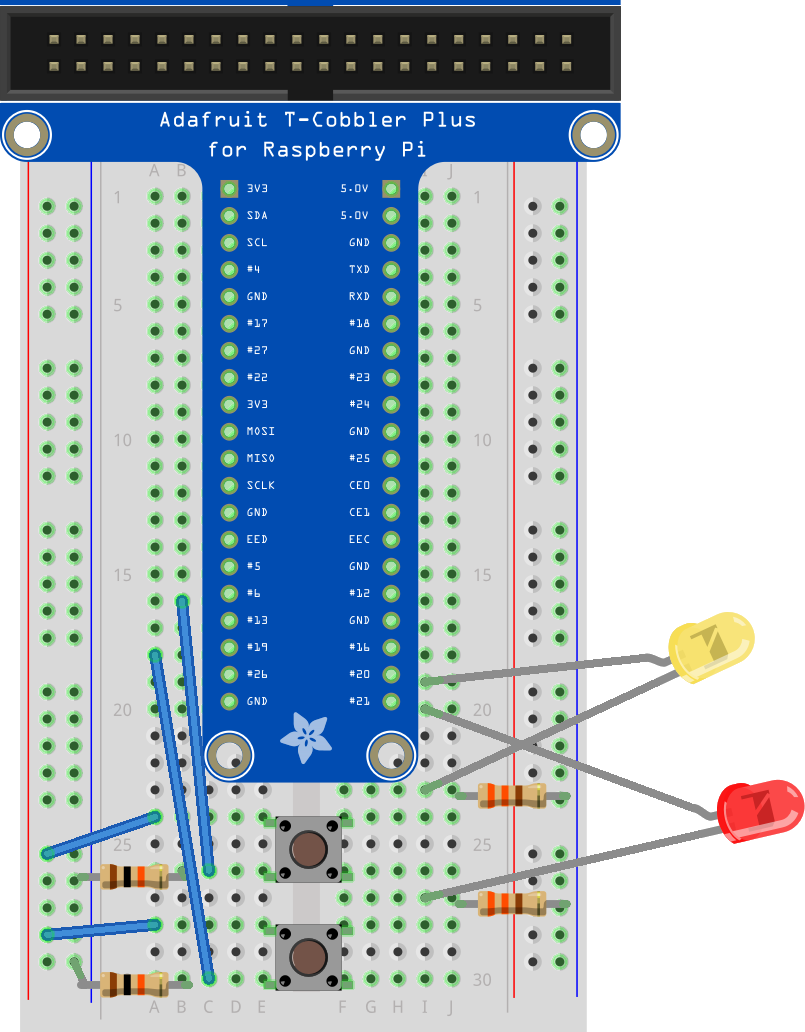 Adafruit T-Cobbler Plus
for Raspberry Pi
A B J
1 3V3 5.0V 1
SDA 5.0V
SCL GND
#4 TXD
5 GND RXD 5
#17 #18
#27 GND
#22 #23
3V3 #24
10 MOSI GND 10
MISO #25
SCLK CE0
GND CE1
EED EEC
15 #5 GND 15
#6 #12
#13 GND
#19 #16
#26 #20
20 GND #21 20
25 25
30
A B C D E F G H I J